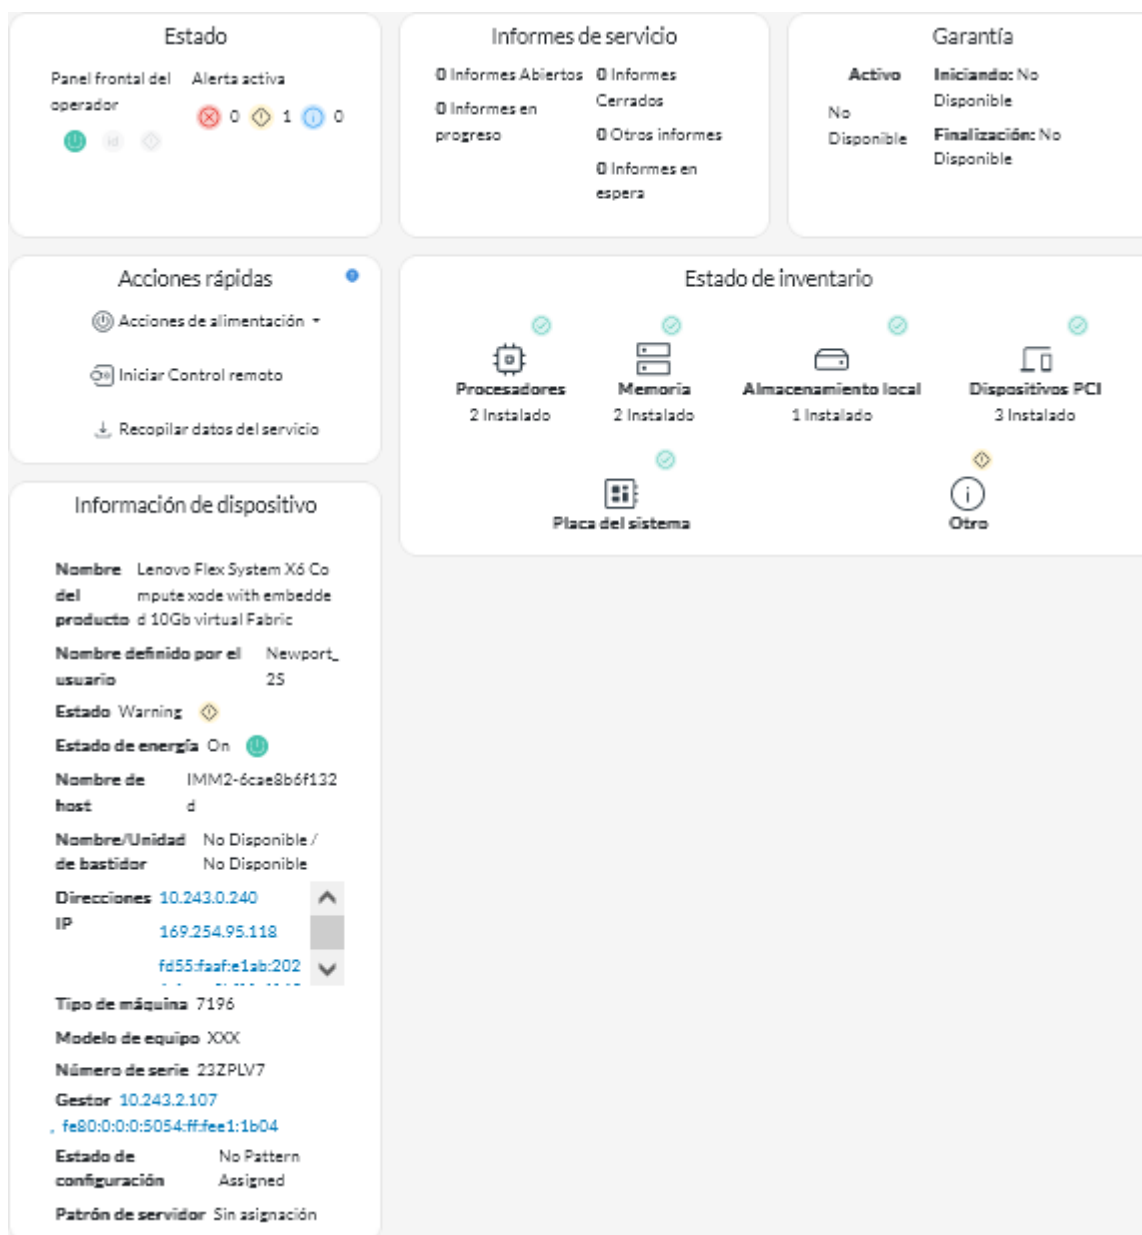 Estado
Panel frontal del
operador
Alerta activa
0 1 0
Informes de servicio
0 Informes Abiertos
0 Informes en
progreso
0 Informes
Cerrados
0 Otros informes
0 Informes en
espera
Garantía
Activo
No
Disponible
Iniciando: No
Disponible
Finalización: No
Disponible
Acciones rápidas
Acciones de alimentación
Iniciar Control remoto
Recopilar datos del servicio
Estado de inventario
Procesadores
2 Instalado
Memoria
2 Instalado
Almacenamiento local
1 Instalado
Dispositivos PCI
3 Instalado
Placa del sistema
Otro
Información de dispositivo
Nombre Lenovo Flex System X6 Co
del mpute xode with embedde
producto d 10Gb virtual Fabric
Nombre definido por el Newport_
usuario 2S
Estado Warning
Estado de energía On
Nombre de IMM2-6cae8b6f132
host d
Nombre/Unidad No Disponible /
de bastidor No Disponible
Direcciones 10.243.0.240
IP 169.254.95.118
fd55:faaf:e1ab:202
Tipo de máquina 7196
Modelo de equipo XXX
Número de serie 23ZPLV7
Gestor 10.243.2.107
, fe80:0:0:0:5054:ff:fee1:1b04
Estado de No Pattern
configuración Assigned
Patrón de servidor Sin asignación